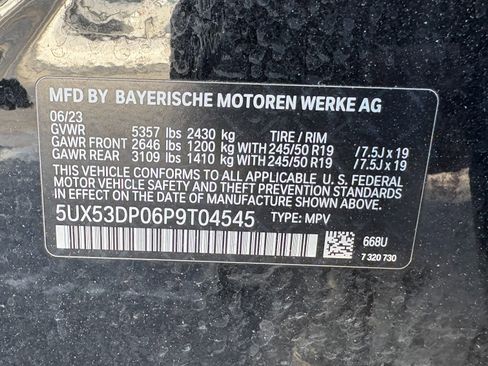 MFD BY BAYERISCHE MOTOREN WERKE AG
06/23
GVWR 5357 lbs 2430 kg TIRE / RIM
GAWR FRONT 2646 lbs 1200 kg WITH 245/50 R19 /7.5J x 19
GAWR REAR 3109 lbs 1410 kg WITH 245/50 R19 /7.5J x 19
THIS VEHICLE CONFORMS TO ALL APPLICABLE U. S. FEDERAL
MOTOR VEHICLE SAFETY AND THEFT PREVENTION STANDARDS
IN EFFECT ON THE DATE OF MANUFACTURE SHOWN ABOVE.
5UX53DP06P9T04545 TYPE: MPV
668U
7 320 730